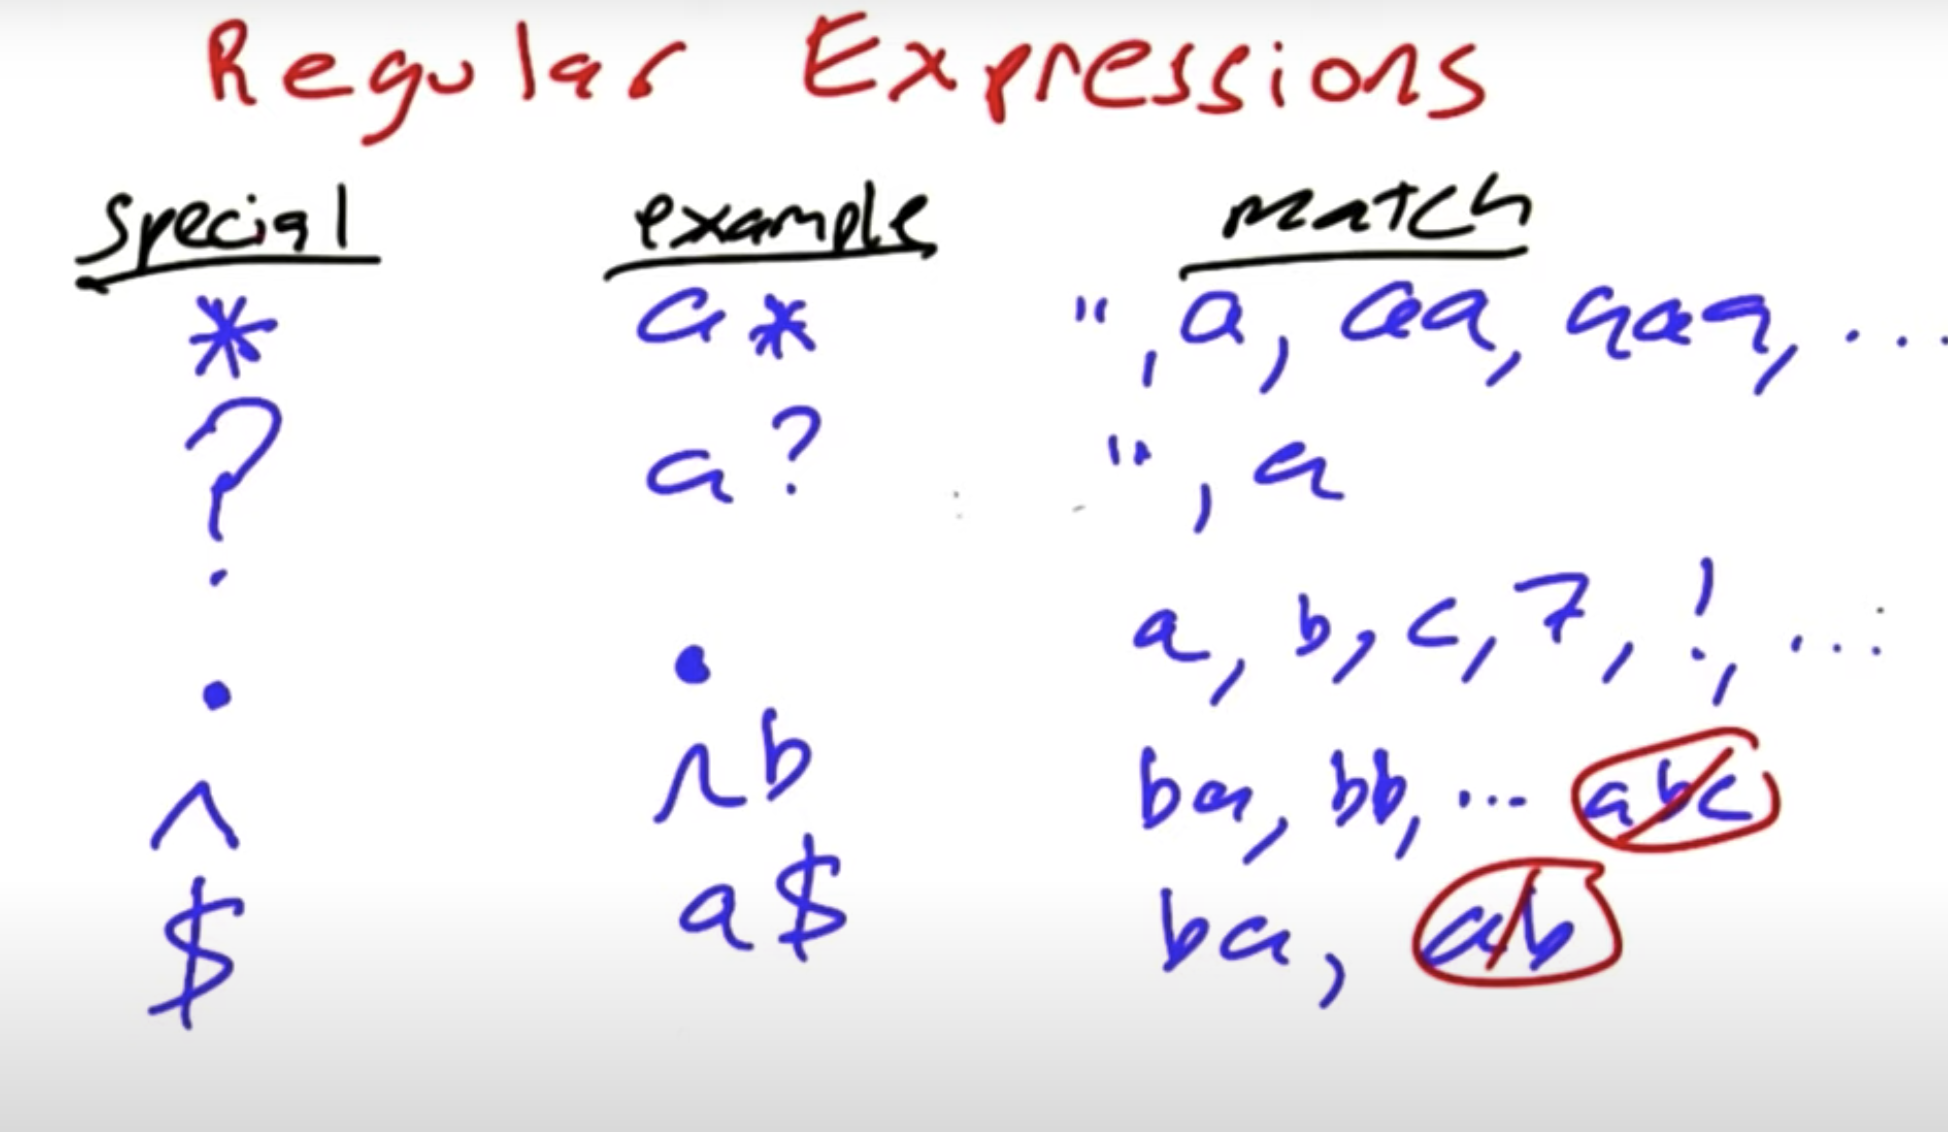 Regular Expressions
special example match
* a* ", a, aa, aaa, ...
? a? ", a
. . a, b, c, 7, !, ...
^ ^b ba, bb, ... abc
$ a$ ba, ab